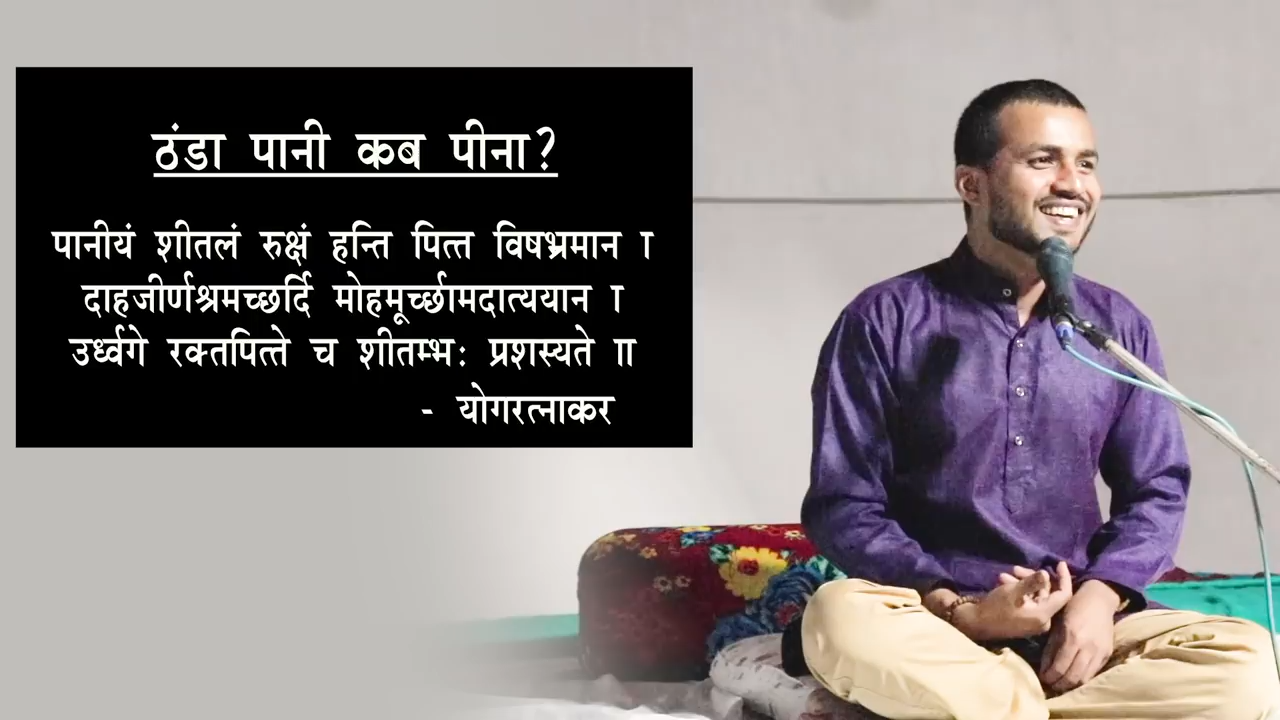 ठंडा पानी कब पीना?
पानीयं शीतलं रुक्षं हन्ति पित्त विषभ्रमान ।
दाहजीर्णश्रमच्छर्दि मोहमूर्च्छामदात्ययान ।
उर्ध्वगे रक्तपित्ते च शीतम्भः प्रशस्यते ॥
- योगरत्नाकर